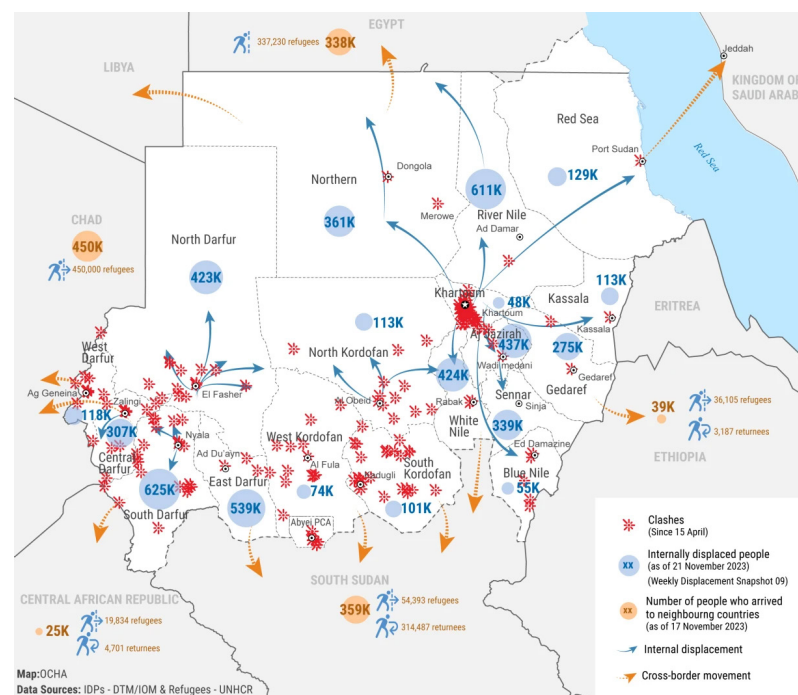 EGYPT
337,230 refugees
338K
LIBYA
Jeddah
KINGDOM OF
SAUDI ARAB
Red Sea
Red Sea
Port Sudan
129K
Dongola
Northern
611K
Merowe
361K
River Nile
Ad Damar
CHAD
450K
450,000 refugees
North Darfur
423K
Khartoum
48K
Khartoum
Kassala
113K
Kassala
ERITREA
113K
North Kordofan
Aj Jazirah
437K
Wad medani
275K
Gedaref
Gedaref
West
Darfur
Ag Geneina
El Fasher
424K
Rabak
White
Nile
Sennar
Sinja
339K
118K
Zalingi
307K
Central
Darfur
Nyala
Al Obeid
39K
36,105 refugees
3,187 returnees
ETHIOPIA
Ed Damazine
Blue Nile
55K
Ad Du'ayn
East Darfur
West Kordofan
Al Fula
74K
Kadugli
South
Kordofan
101K
625K
South Darfur
539K
Abyei PCA
SOUTH SUDAN
359K
54,393 refugees
314,487 returnees
CENTRAL AFRICAN REPUBLIC
25K
19,834 refugees
4,701 returnees
Clashes
(Since 15 April)
XX
Internally displaced people
(as of 21 November 2023)
(Weekly Displacement Snapshot 09)
XX
Number of people who arrived
to neighbourng countries
(as of 17 November 2023)
Internal displacement
Cross-border movement
Map:OCHA
Data Sources: IDPs - DTM/IOM & Refugees - UNHCR